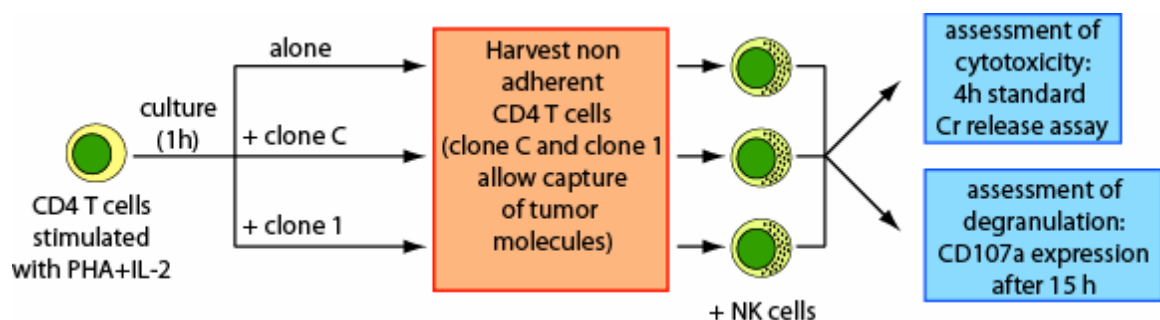 alone
culture
(1h)
+ clone C
+ clone 1
CD4 T cells
stimulated
with PHA+IL-2
Harvest non
adherent
CD4 T cells
(clone C and clone 1
allow capture
of tumor
molecules)
+ NK cells
assessment of
cytotoxicity:
4h standard
Cr release assay
assessment of
degranulation:
CD107a expression
after 15 h